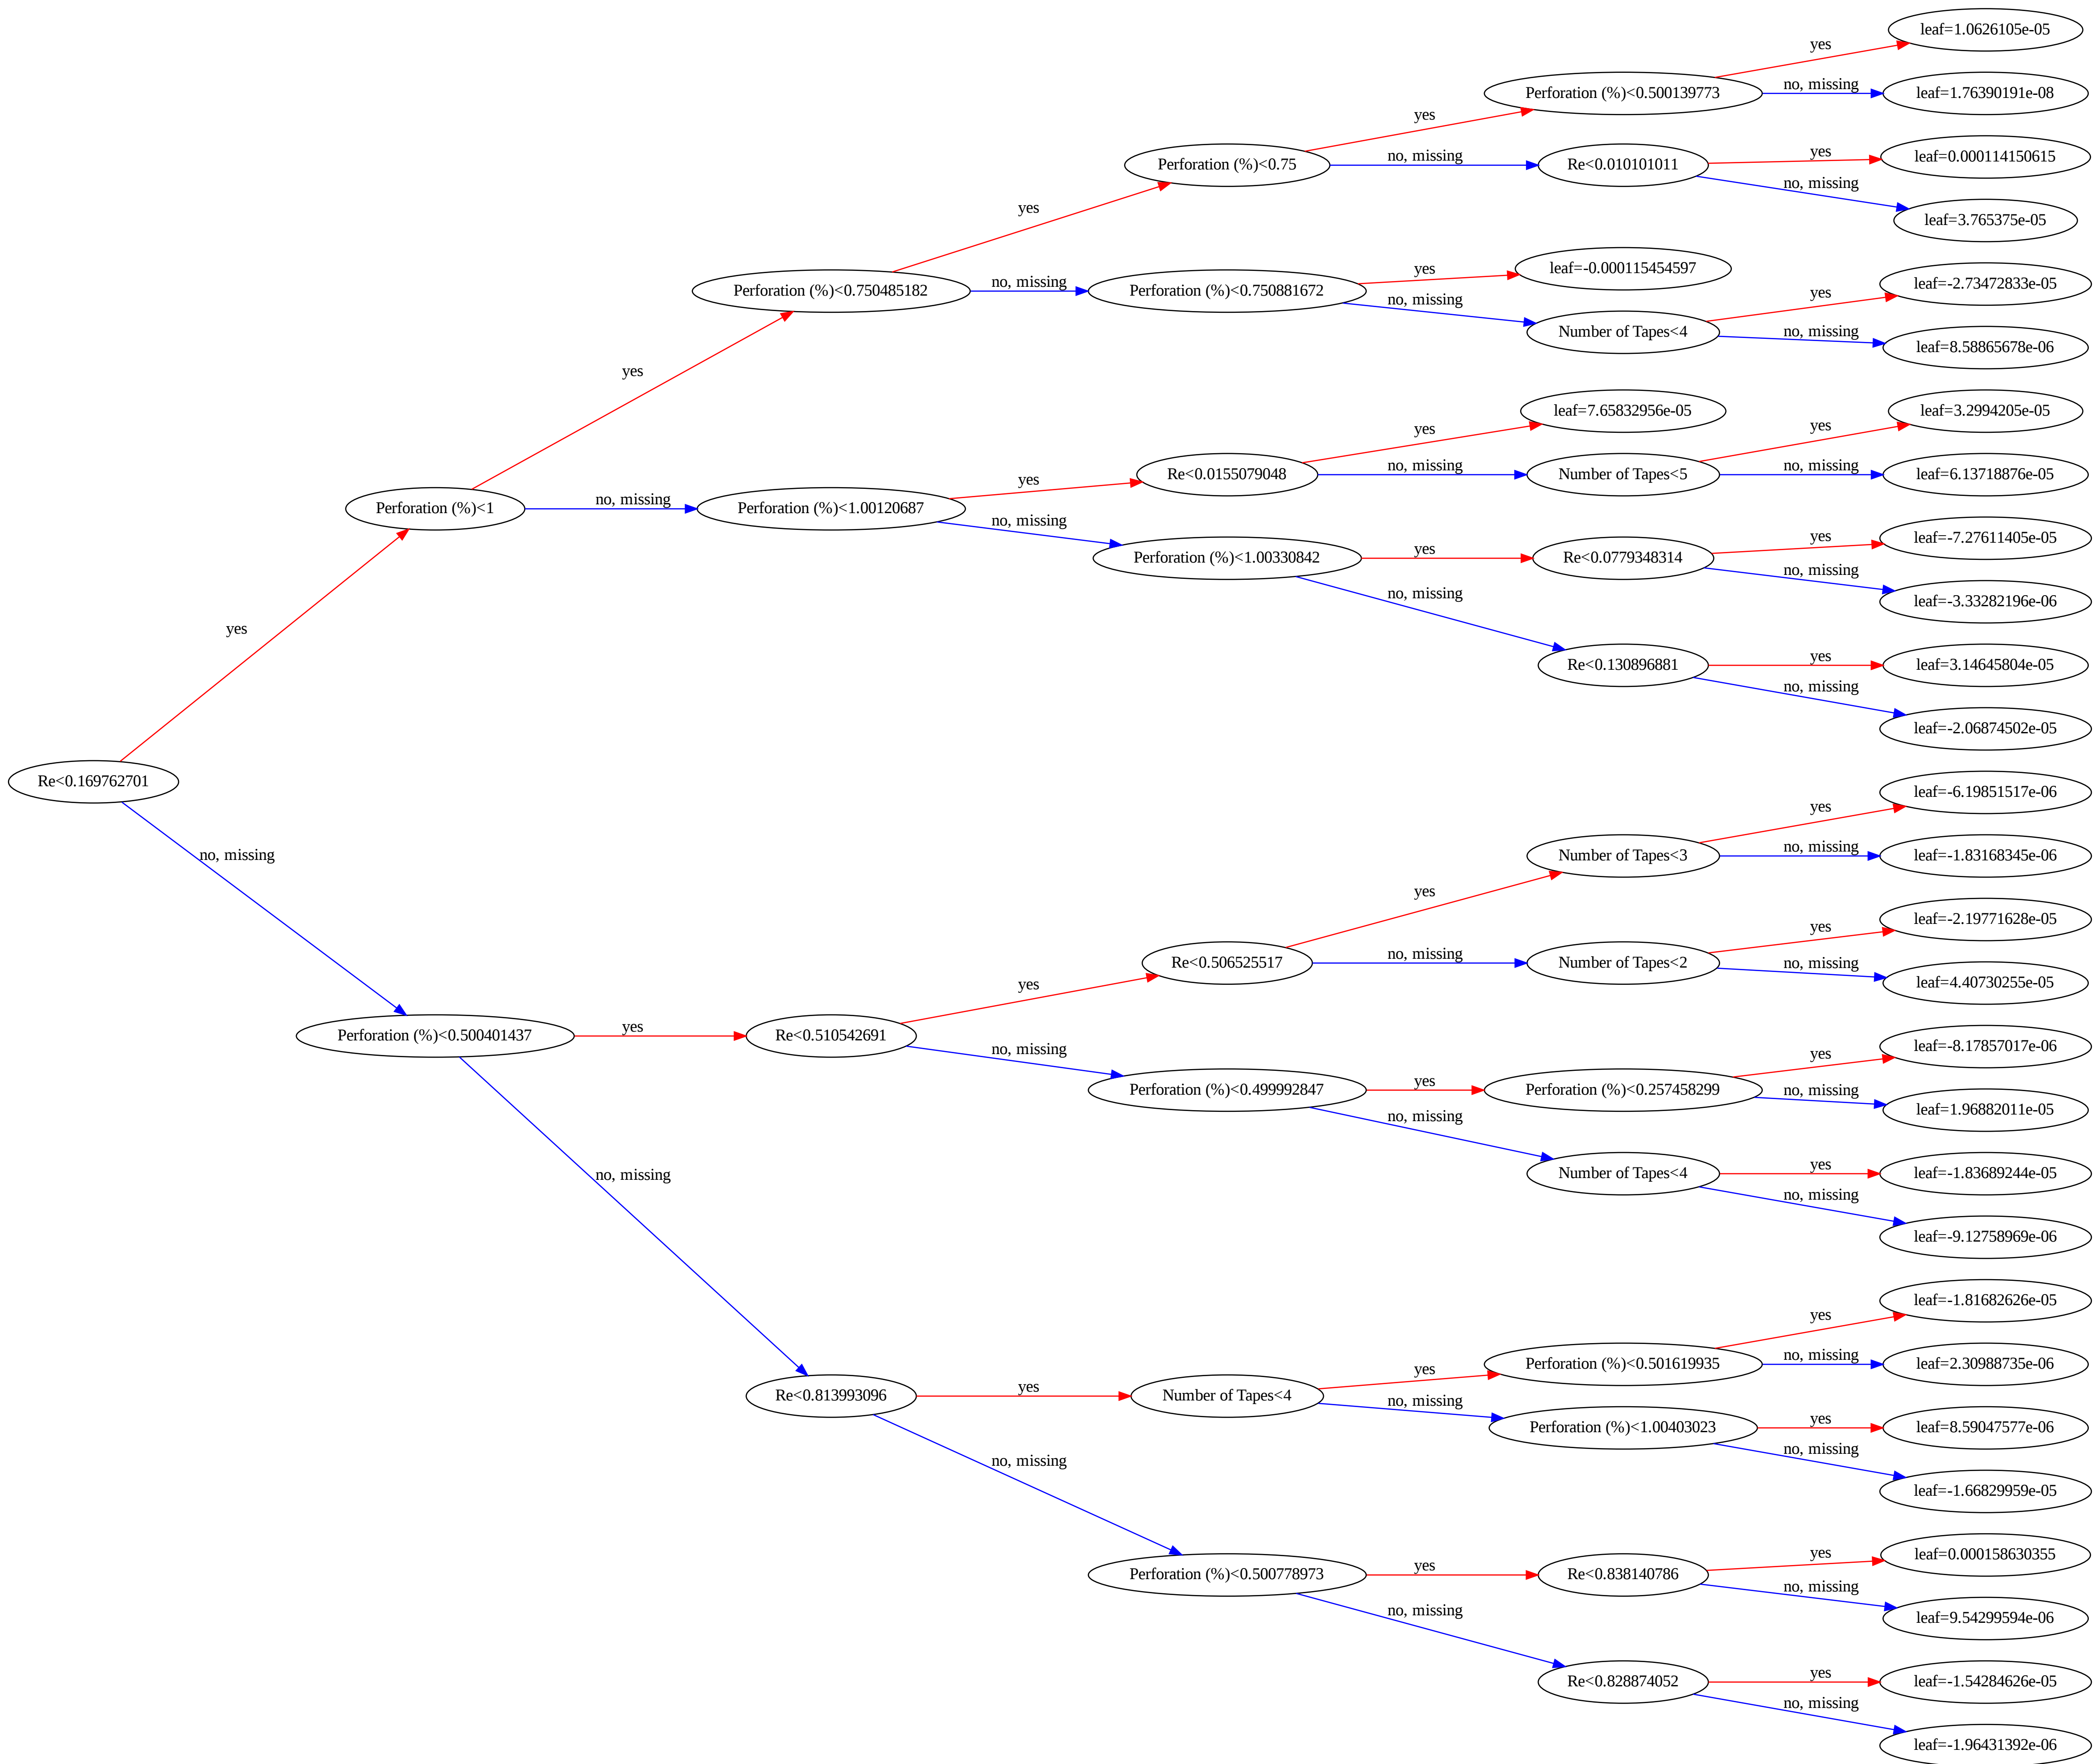 leaf=1.0626105e-05
yes
Perforation (%)<0.500139773
no, missing
leaf=1.76390191e-08
yes
Perforation (%)<0.75
no, missing
Re<0.010101011
yes
leaf=0.000114150615
no, missing
leaf=3.765375e-05
yes
Perforation (%)<0.750485182
no, missing
Perforation (%)<0.750881672
yes
leaf=-0.000115454597
no, missing
Number of Tapes<4
yes
leaf=-2.73472833e-05
no, missing
leaf=8.58865678e-06
yes
Perforation (%)<1
no, missing
Perforation (%)<1.00120687
yes
Re<0.0155079048
yes
leaf=7.65832956e-05
no, missing
Number of Tapes<5
yes
leaf=3.2994205e-05
no, missing
leaf=6.13718876e-05
no, missing
Perforation (%)<1.00330842
yes
Re<0.0779348314
yes
leaf=-7.27611405e-05
no, missing
leaf=-3.33282196e-06
no, missing
Re<0.130896881
yes
leaf=3.14645804e-05
no, missing
leaf=-2.06874502e-05
yes
Re<0.169762701
no, missing
Perforation (%)<0.500401437
yes
Re<0.510542691
yes
Re<0.506525517
yes
Number of Tapes<3
yes
leaf=-6.19851517e-06
no, missing
leaf=-1.83168345e-06
no, missing
Number of Tapes<2
yes
leaf=-2.19771628e-05
no, missing
leaf=4.40730255e-05
no, missing
Perforation (%)<0.499992847
yes
Perforation (%)<0.257458299
yes
leaf=-8.17857017e-06
no, missing
leaf=1.96882011e-05
no, missing
Number of Tapes<4
yes
leaf=-1.83689244e-05
no, missing
leaf=-9.12758969e-06
no, missing
Re<0.813993096
yes
Number of Tapes<4
yes
Perforation (%)<0.501619935
yes
leaf=-1.81682626e-05
no, missing
leaf=2.30988735e-06
no, missing
Perforation (%)<1.00403023
yes
leaf=8.59047577e-06
no, missing
leaf=-1.66829959e-05
no, missing
Perforation (%)<0.500778973
yes
Re<0.838140786
yes
leaf=0.000158630355
no, missing
leaf=9.54299594e-06
no, missing
Re<0.828874052
yes
leaf=-1.54284626e-05
no, missing
leaf=-1.96431392e-06